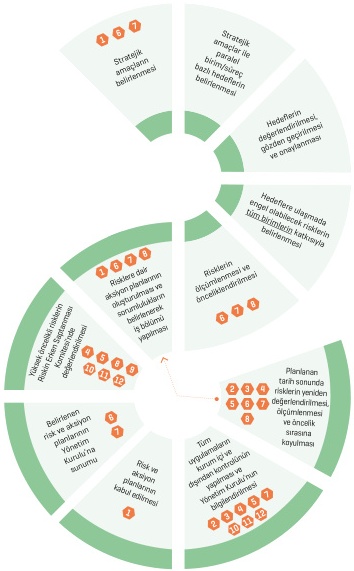 1 6 7
Stratejik
amaçların
belirlenmesi
Stratejik
amaçlar ile
paralel
birim/süreç
bazlı hedeflerin
belirlenmesi
Hedeflerin
değerlendirilmesi,
gözden geçirilmesi
ve onaylanması
Hedeflere ulaşmada
engel olabilecek risklerin
tüm birimlerin katkısıyla
belirlenmesi
Risklerin
ölçümlenmesi ve
önceliklendirilmesi
6 7 8
1 6 7 8
Risklere dair
aksiyon planlarının
oluşturulması ve
sorumluluların
belirlenerek
iş bölümü
yapılması
Yüksek öncelikli risklerin
Riskin Erken Saptanması
Komitesi'nde
değerlendirilmesi
4 5 8 9
10 11 12
Belirlenen
risk ve aksiyon
planlarının
Yönetim
Kurulu'na
sunumu
6
7
Risk ve
aksiyon
planlarının
kabul edilmesi
1
Tüm
uygulamaların
kurum içi ve
dışından kontrolünün
yapılması ve
Yönetim Kurulu'nun
bilgilendirilmesi
2 3 4 5 7
10 11 12
Planlanan
tarih sonunda
risklerin yeniden
değerlendirilmesi,
ölçümlenmesi
ve öncelik
sırasına
koyulması
2 3 4
5 6 7
8